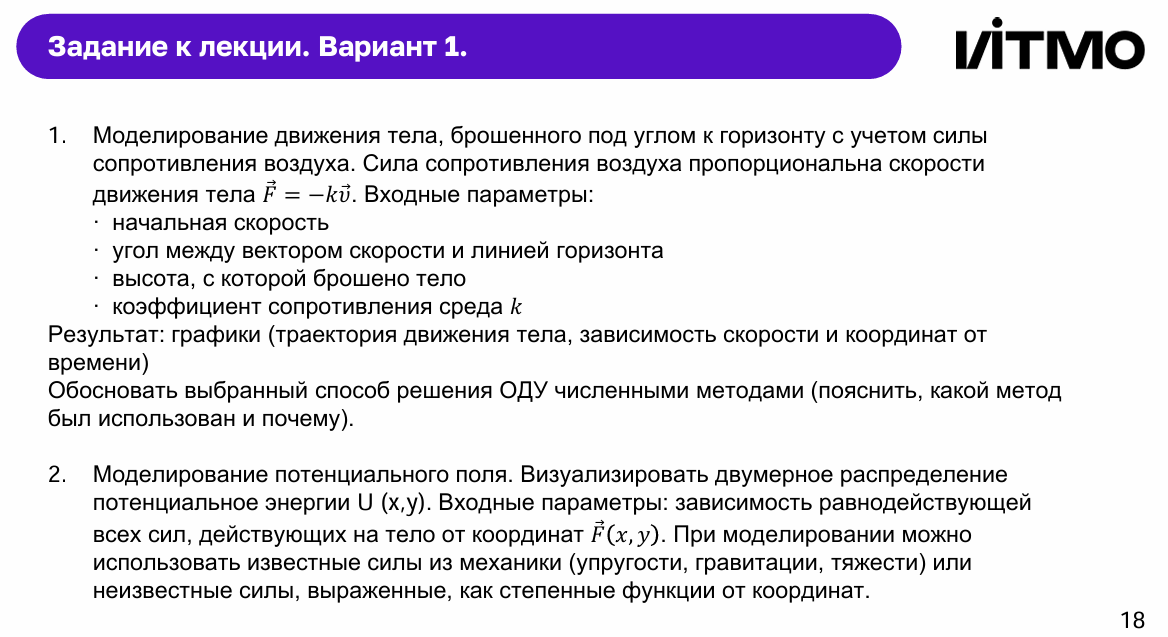 Задание к лекции. Вариант 1.
ИТМО
1. Моделирование движения тела, брошенного под углом к горизонту с учетом силы
сопротивления воздуха. Сила сопротивления воздуха пропорциональна скорости
движения тела F⃗ = −kv⃗. Входные параметры:
· начальная скорость
· угол между вектором скорости и линией горизонта
· высота, с которой брошено тело
· коэффициент сопротивления среда k
Результат: графики (траектория движения тела, зависимость скорости и координат от
времени)
Обосновать выбранный способ решения ОДУ численными методами (пояснить, какой метод
был использован и почему).
2. Моделирование потенциального поля. Визуализировать двумерное распределение
потенциальное энергии U (x,y). Входные параметры: зависимость равнодействующей
всех сил, действующих на тело от координат F⃗(x, y). При моделировании можно
использовать известные силы из механики (упругости, гравитации, тяжести) или
неизвестные силы, выраженные, как степенные функции от координат.
18